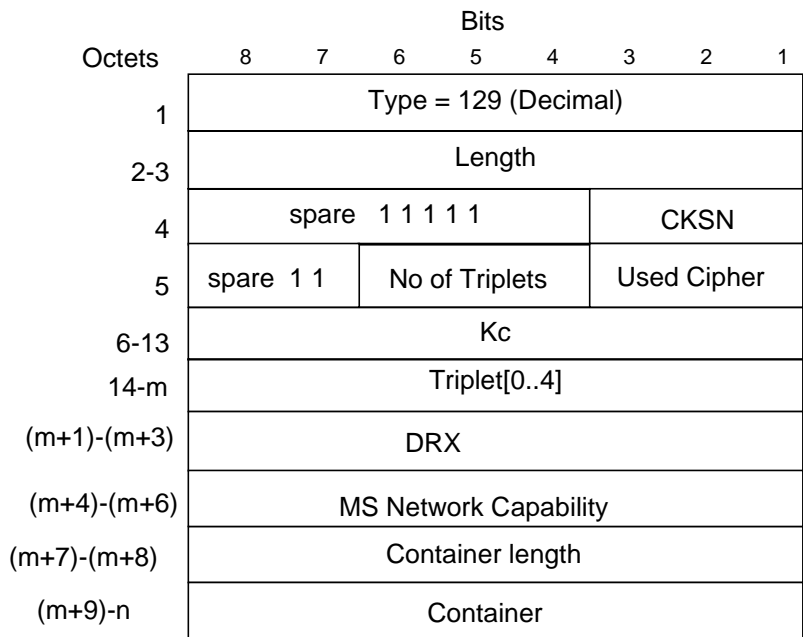 Bits
Octets 8 7 6 5 4 3 2 1
1 Type = 129 (Decimal)
2-3 Length
4 spare 1 1 1 1 1 CKSN
5 spare 1 1 No of Triplets Used Cipher
6-13 Kc
14-m Triplet[0..4]
(m+1)-(m+3) DRX
(m+4)-(m+6) MS Network Capability
(m+7)-(m+8) Container length
(m+9)-n Container